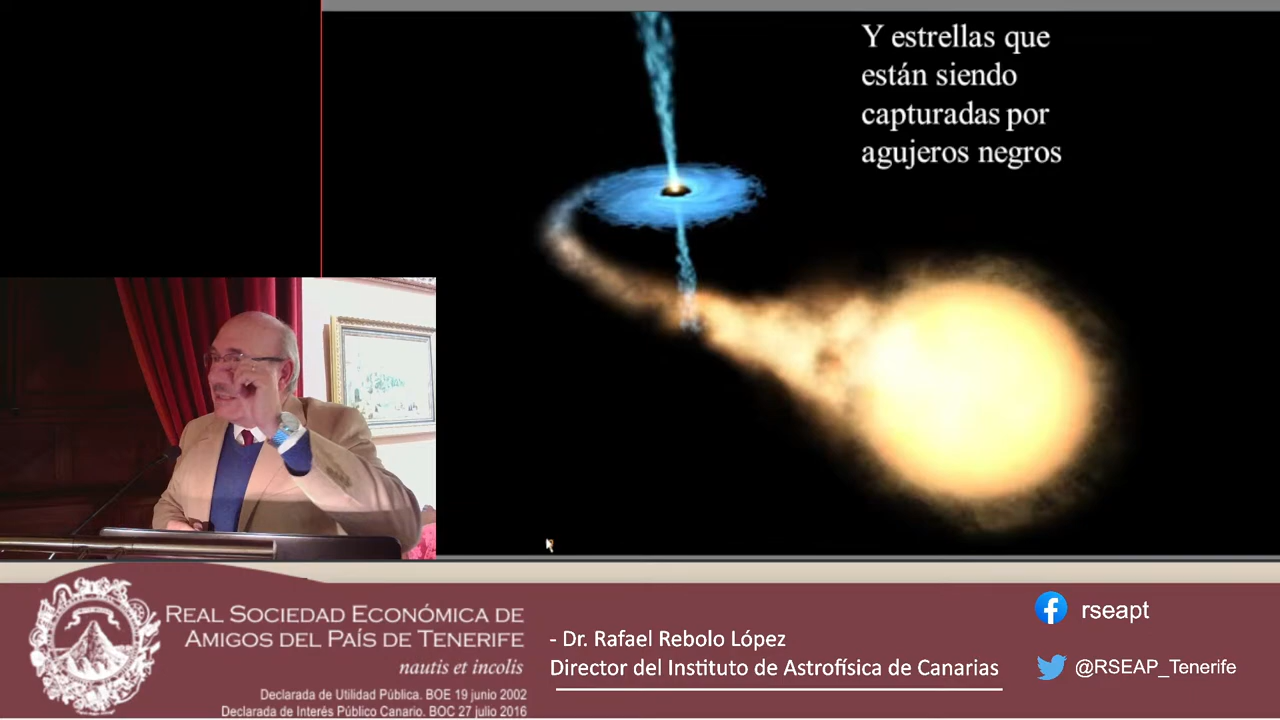 Y estrellas que
están siendo
capturadas por
agujeros negros
REAL SOCIEDAD ECONÓMICA DE
AMIGOS DEL PAÍS DE TENERIFE
nautis et incolis
Declarada de Utilidad Pública. BOE 19 junio 2002
Declarada de Interés Público Canario. BOC 27 julio 2016
- Dr. Rafael Rebolo López
Director del Instituto de Astrofísica de Canarias
rseapt
@RSEAP_Tenerife